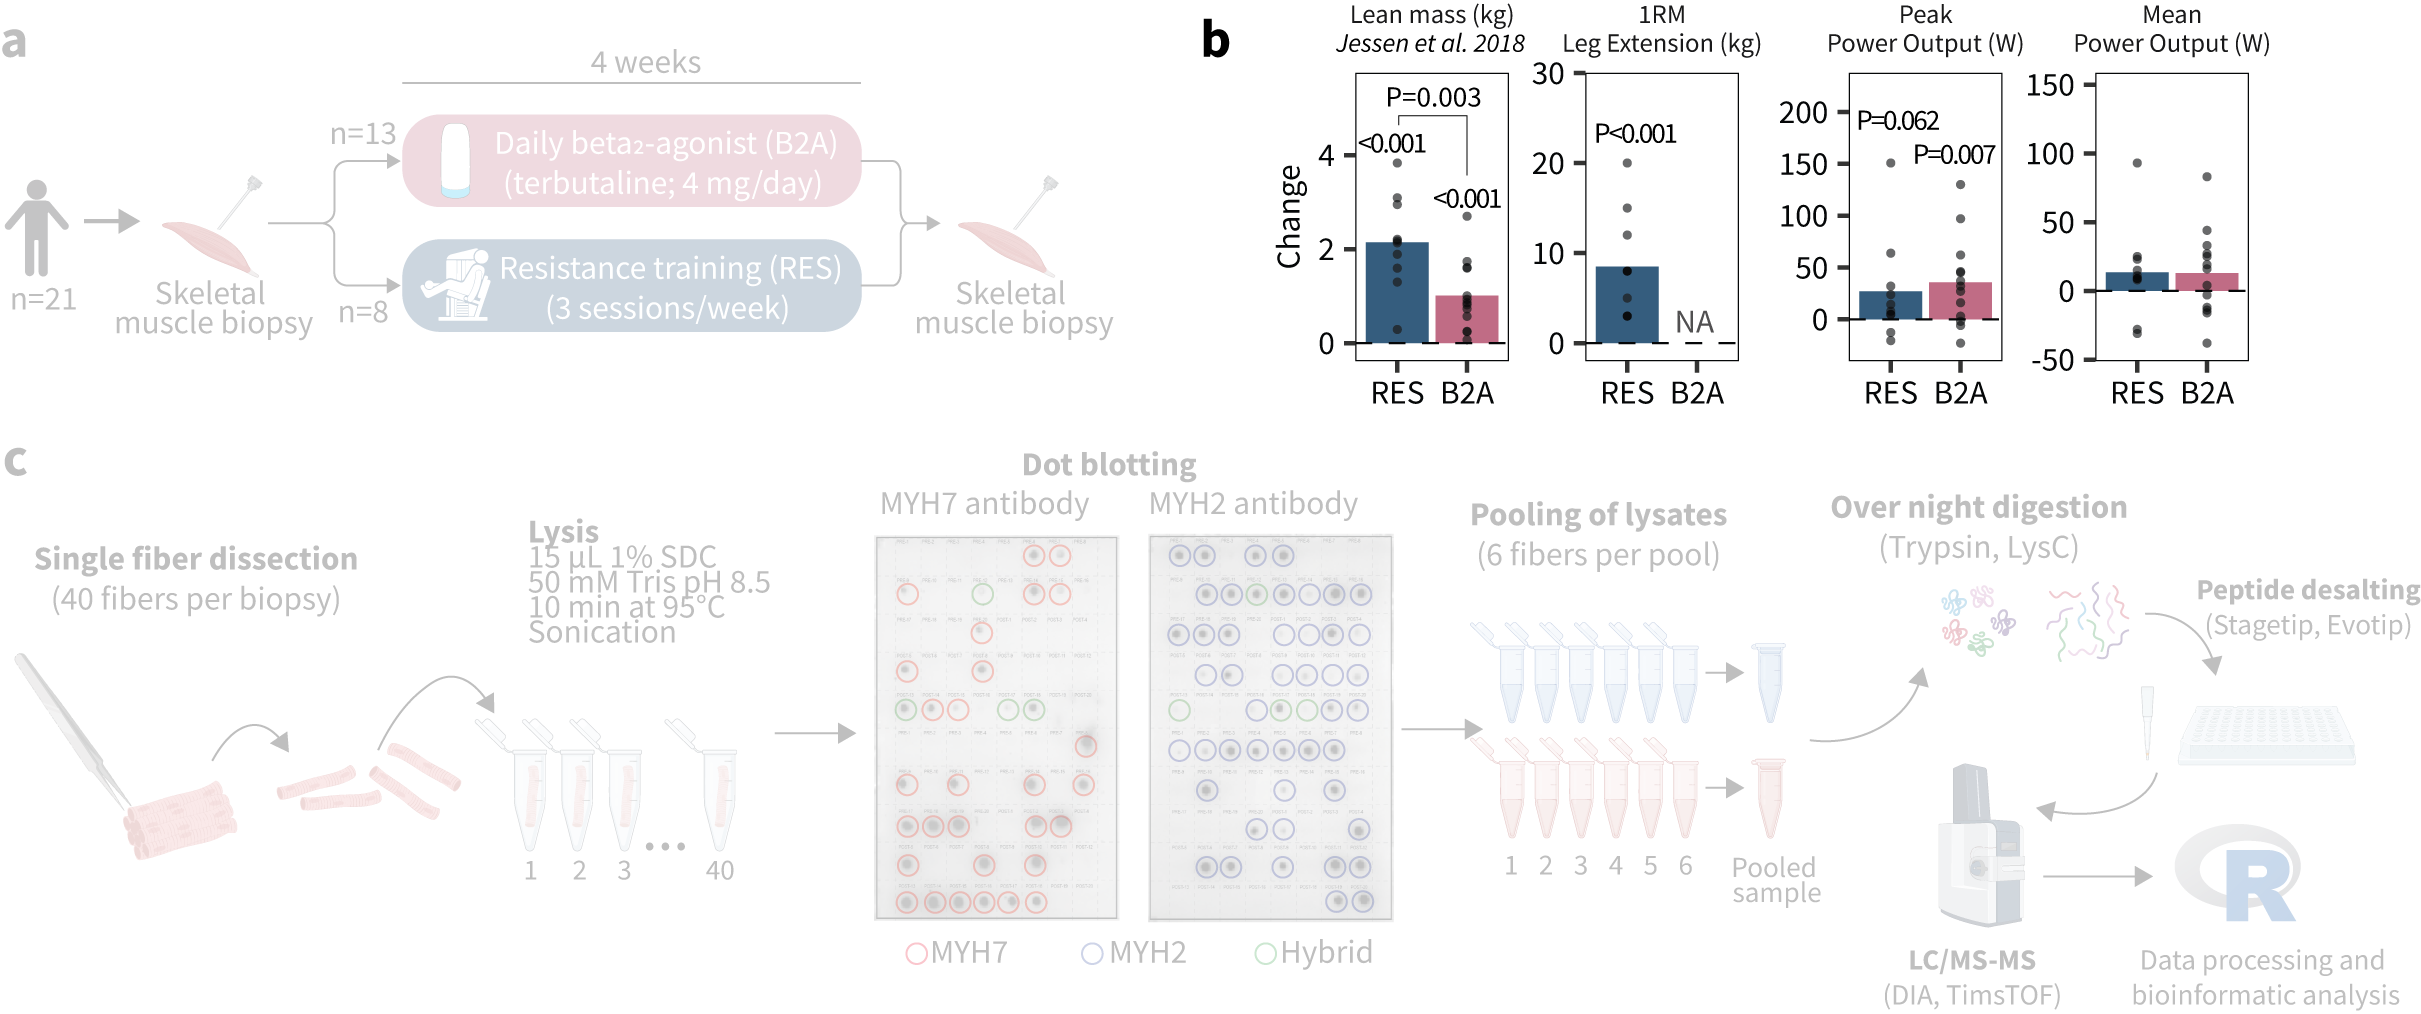 a
4 weeks
n=13
Daily beta₂-agonist (B2A)
(terbutaline; 4 mg/day)
n=21
Skeletal
muscle biopsy
n=8
Resistance training (RES)
(3 sessions/week)
Skeletal
muscle biopsy
b
Lean mass (kg)
Jessen et al. 2018
Change
4
2
0
P=0.003
<0.001
<0.001
RES B2A
1RM
Leg Extension (kg)
30
20
10
0
P<0.001
NA
RES B2A
Peak
Power Output (W)
200
150
100
50
0
P=0.062
P=0.007
RES B2A
Mean
Power Output (W)
150
100
50
0
-50
RES B2A
c
Single fiber dissection
(40 fibers per biopsy)
Lysis
15 µL 1% SDC
50 mM Tris pH 8.5
10 min at 95°C
Sonication
1 2 3 ... 40
Dot blotting
MYH7 antibody
MYH2 antibody
MYH7
MYH2
Hybrid
Pooling of lysates
(6 fibers per pool)
1 2 3 4 5 6
Pooled
sample
Over night digestion
(Trypsin, LysC)
Peptide desalting
(Stagetip, Evotip)
LC/MS-MS
(DIA, TimsTOF)
R
Data processing and
bioinformatic analysis